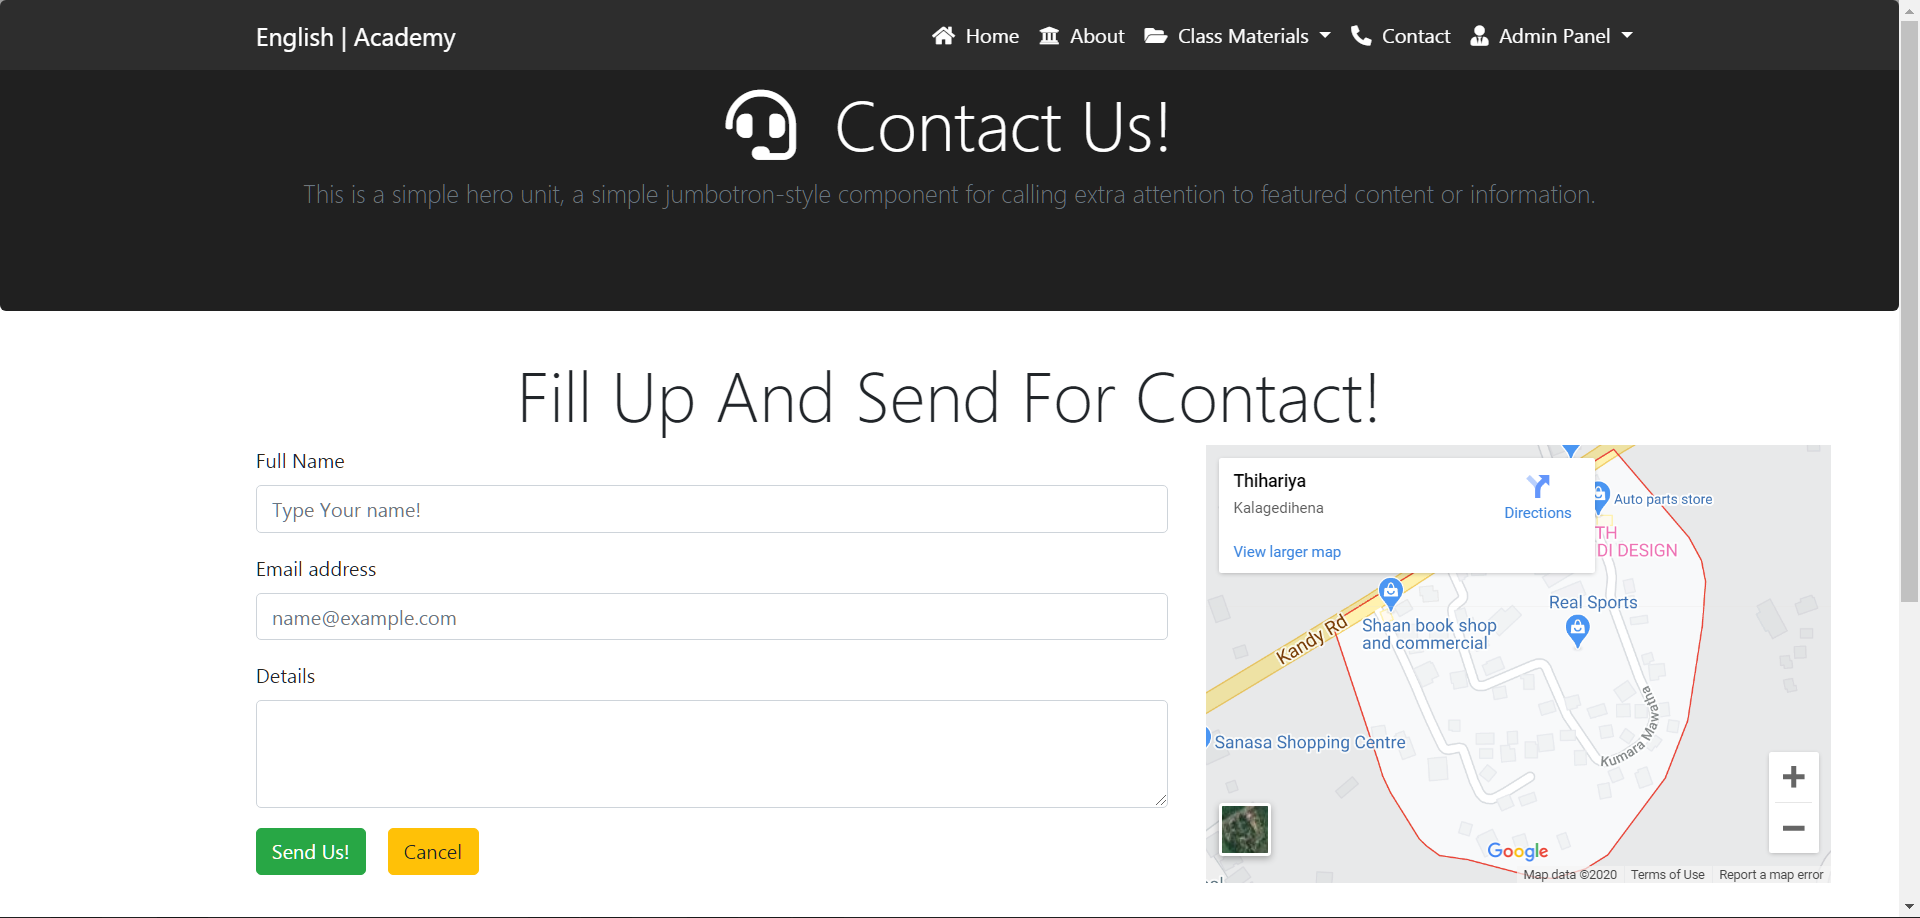 English | Academy
Home
About
Class Materials
Contact
Admin Panel
Contact Us!
This is a simple hero unit, a simple jumbotron-style component for calling extra attention to featured content or information.
Fill Up And Send For Contact!
Full Name
Type Your name!
Email address
name@example.com
Details
Send Us!
Cancel
Thihariya
Kalagedihena
Directions
View larger map
Auto parts store
TH
DI DESIGN
Real Sports
Shaan book shop
and commercial
Kandy Rd
Sanasa Shopping Centre
Kumara Mawatha
Google
Map data ©2020
Terms of Use
Report a map error